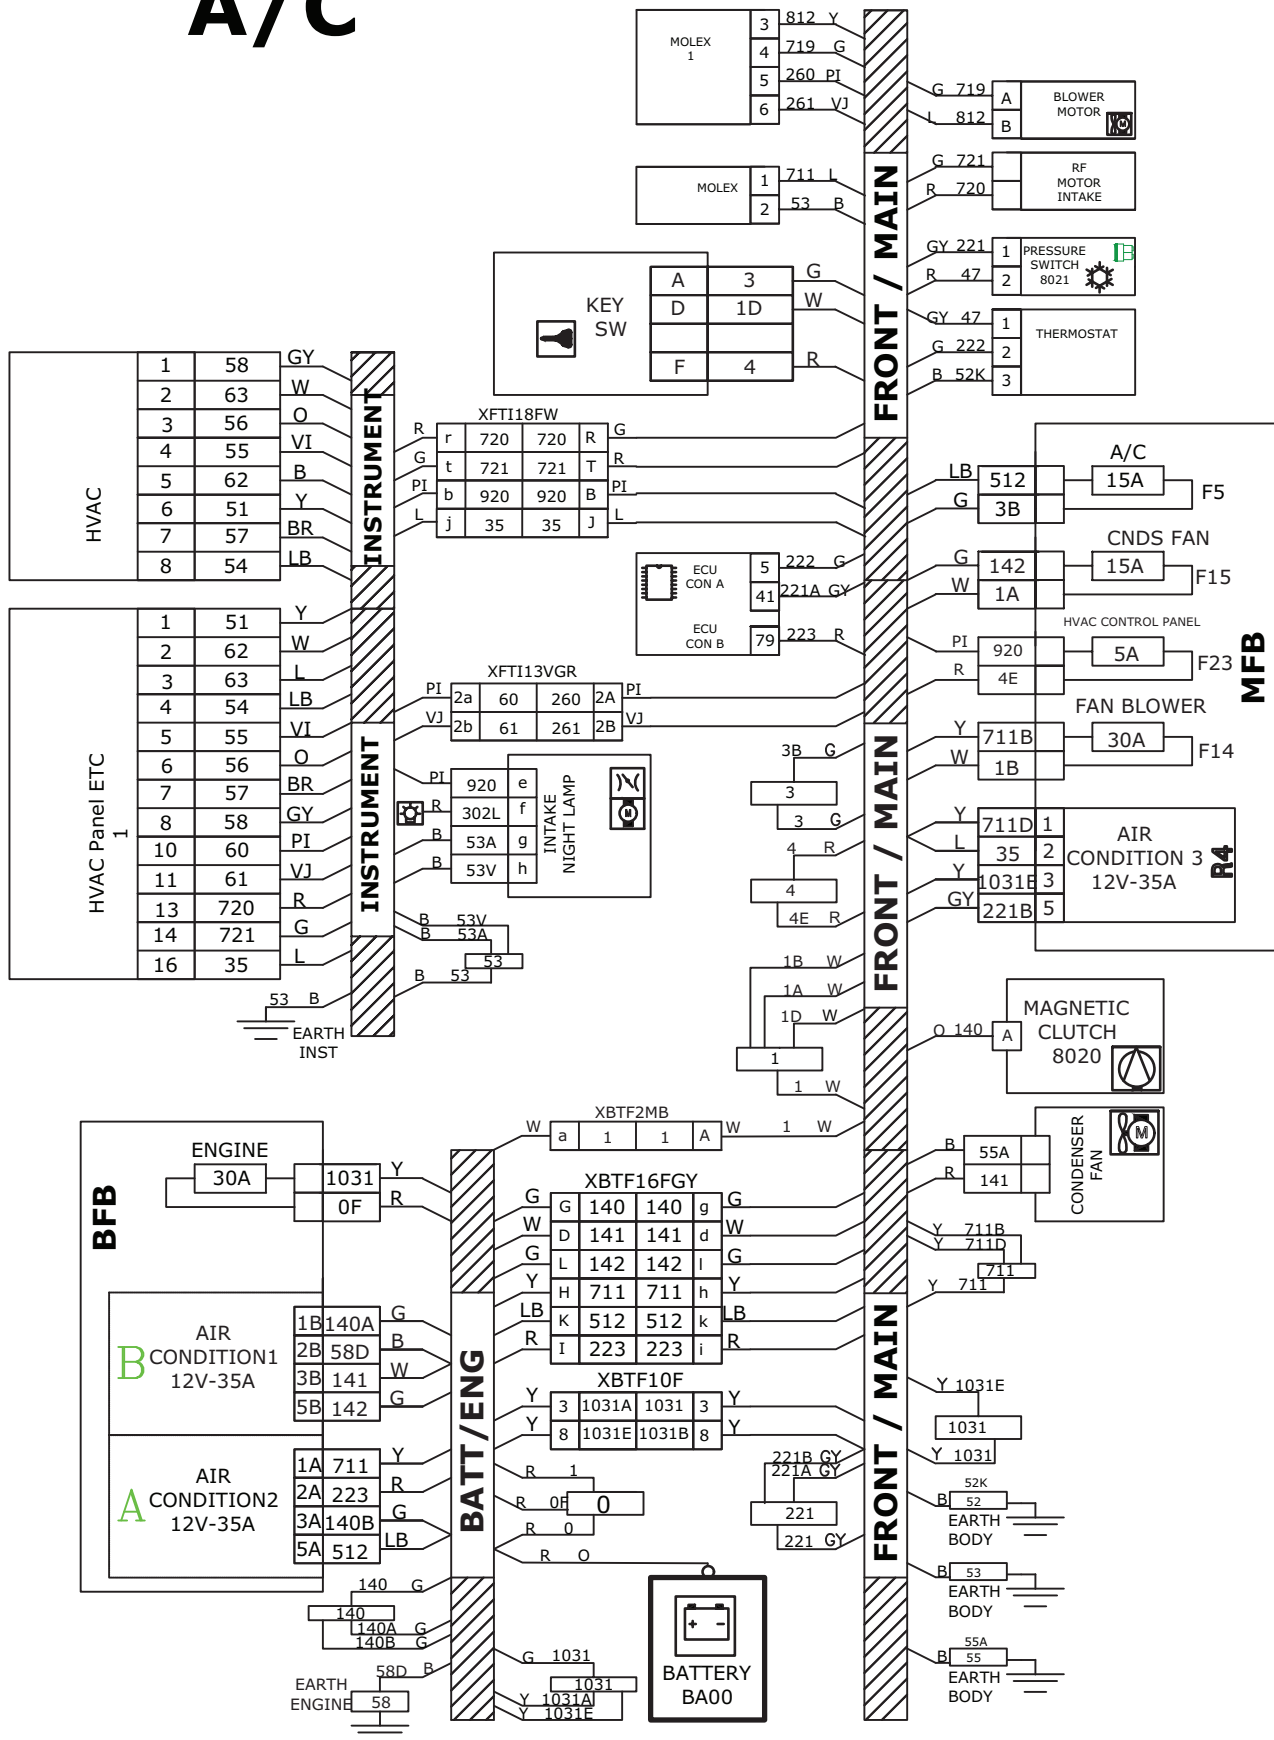 A/C
MOLEX
1
3 812 Y
4 719 G
5 260 PI
6 261 VJ
G 719 A
L 812 B
BLOWER
MOTOR
M
MOLEX
1 711 L
2 53 B
G 721
R 720
RF
MOTOR
INTAKE
FRONT / MAIN
KEY
SW
A 3 G
D 1D W
F 4 R
GY 221 1
R 47 2
PRESSURE
SWITCH
8021
GY 47 1
G 222 2
B 52K 3
THERMOSTAT
HVAC
1 58 GY
2 63 W
3 56 O
4 55 VI
5 62 B
6 51 Y
7 57 BR
8 54 LB
INSTRUMENT
XFTI18FW
R r 720 720 R G
G t 721 721 T R
PI b 920 920 B PI
L j 35 35 J L
ECU
CON A
5 222 G
41 221A GY
ECU
CON B
79 223 R
MFB
A/C
LB 512 15A F5
G 3B
CNDS FAN
G 142 15A F15
W 1A
HVAC CONTROL PANEL
PI 920 5A F23
R 4E
FAN BLOWER
Y 711B 30A F14
W 1B
Y 711D 1
L 35 2
Y 1031E 3
GY 221B 5
AIR
CONDITION 3
12V-35A
R4
HVAC Panel ETC
1
1 51 Y
2 62 W
3 63 L
4 54 LB
5 55 VI
6 56 O
7 57 BR
8 58 GY
10 60 PI
11 61 VJ
13 720 R
14 721 G
16 35 L
INSTRUMENT
XFTI13VGR
PI 2a 60 260 2A PI
VJ 2b 61 261 2B VJ
PI 920 e
R 302L f
B 53A g
B 53V h
INTAKE
NIGHT LAMP
M
B 53V
B 53A
53
B 53
53 B
EARTH
INST
3B G
3
3 G
4 R
4
4E R
1B W
1A W
1D W
1
1 W
FRONT / MAIN
O 140 A
MAGNETIC
CLUTCH
8020
B 55A
R 141
CONDENSER
FAN
M
XBTF2MB
W a 1 1 A W 1 W
BFB
ENGINE
30A
1031 Y
0F R
XBTF16FGY
G G 140 140 g G
W D 141 141 d W
G L 142 142 l G
Y H 711 711 h Y
LB K 512 512 k LB
R I 223 223 i R
XBTF10F
Y 3 1031A 1031 3 Y
Y 8 1031E 1031B 8 Y
B
AIR
CONDITION1
12V-35A
1B 140A G
2B 58D B
3B 141 W
5B 142 G
A
AIR
CONDITION2
12V-35A
1A 711 Y
2A 223 R
3A 140B G
5A 512 LB
BATT/ENG
R 1
R 0F 0
R 0
R O
BATTERY
BA00
+ -
140 G
140
140A G
140B G
58D B
EARTH
ENGINE
58
G 1031
1031
Y 1031A
Y 1031E
221B GY
221A GY
221
221 GY
FRONT / MAIN
Y 711B
Y 711D
711
Y 711
Y 1031E
1031
Y 1031
52K
B 52
EARTH
BODY
B 53
EARTH
BODY
55A
B 55
EARTH
BODY